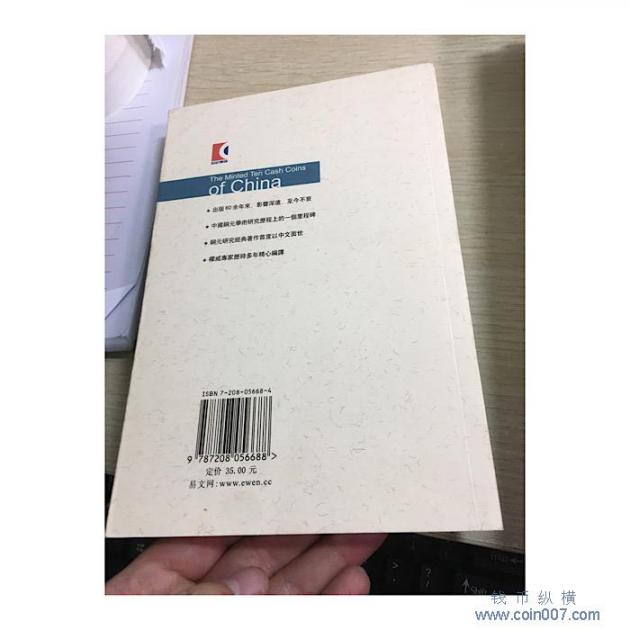 The Minted Ten Cash Coins
of China
出版60余年來，影響深遠，至今不衰
中國銅元學術研究歷程上的一個里程碑
銅元研究經典著作首度以中文面世
權威專家歷時多年精心編譯
ISBN 7-208-05668-4
9 787208 056688 >
定价 35.00 元
易文网:www.ewen.cc
钱币纵横
www.coin007.com